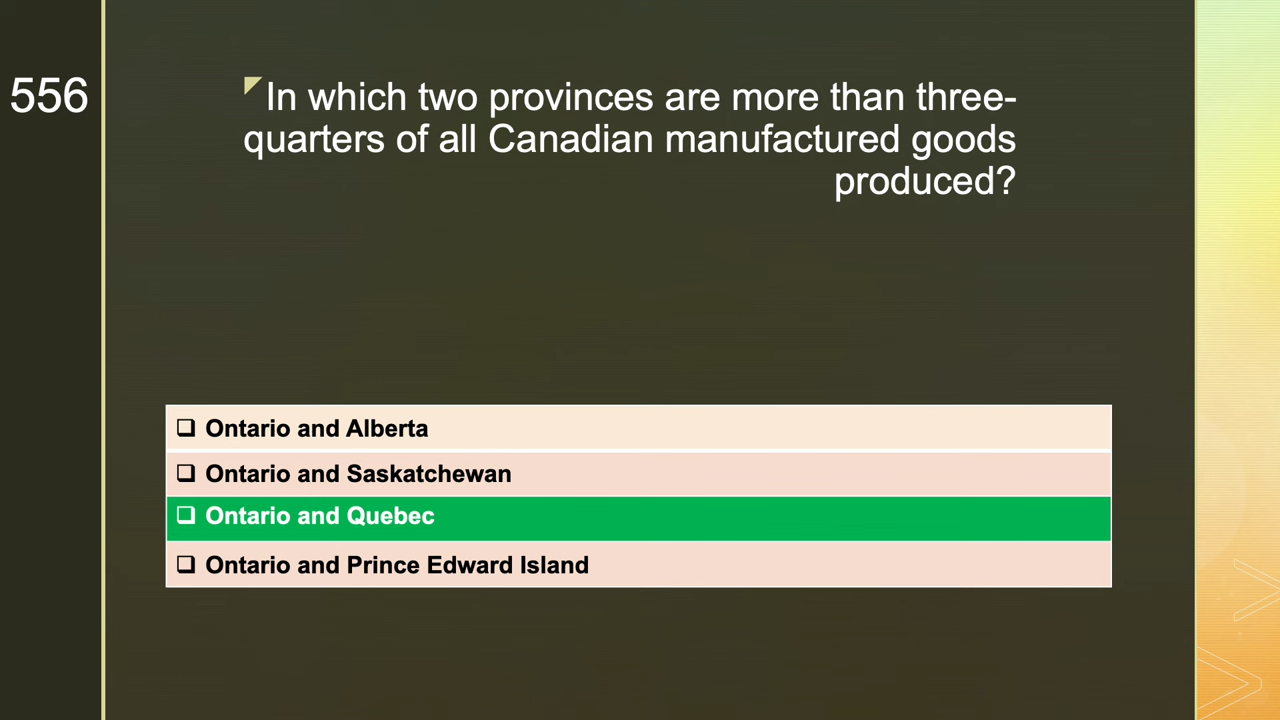 556
In which two provinces are more than three-
quarters of all Canadian manufactured goods
produced?
❑ Ontario and Alberta
❑ Ontario and Saskatchewan
❑ Ontario and Quebec
❑ Ontario and Prince Edward Island